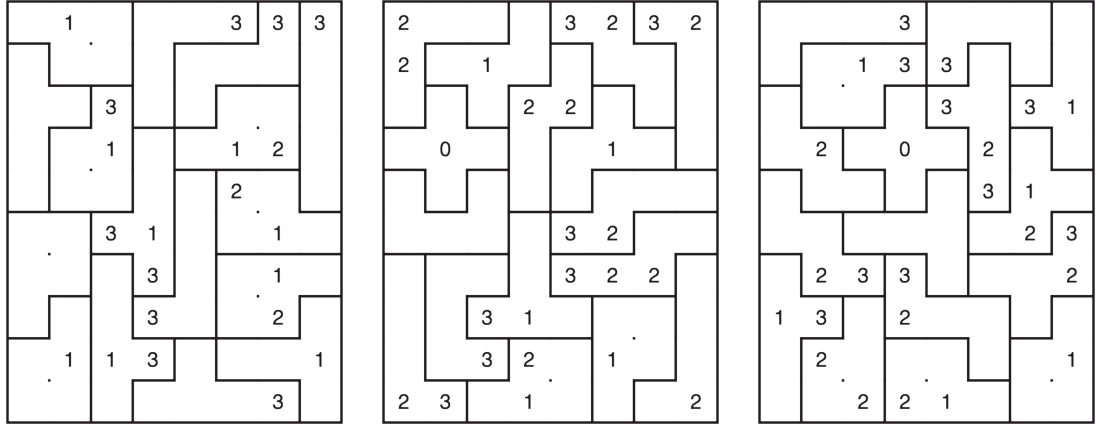 1 3 3 3 2 3 2 3 2 3
2 1 1 3 3
3 2 2 3 3 1
1 1 2 0 1 2 0 2
2 3 1
3 1 1 3 2 2 3
3 1 3 2 2 2 3 3 2
3 2 3 1 1 3 2
1 1 3 1 3 2 1 2 1
3 2 3 1 2 2 2 1